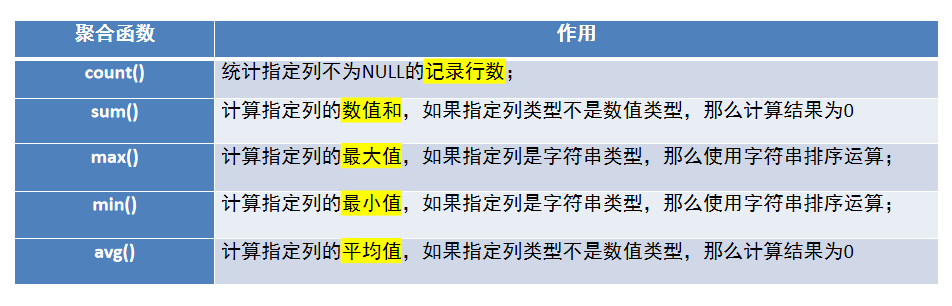 聚合函数 作用
count() 统计指定列不为NULL的记录行数；
sum() 计算指定列的数值和，如果指定列类型不是数值类型，那么计算结果为0
max() 计算指定列的最大值，如果指定列是字符串类型，那么使用字符串排序运算；
min() 计算指定列的最小值，如果指定列是字符串类型，那么使用字符串排序运算；
avg() 计算指定列的平均值，如果指定列类型不是数值类型，那么计算结果为0